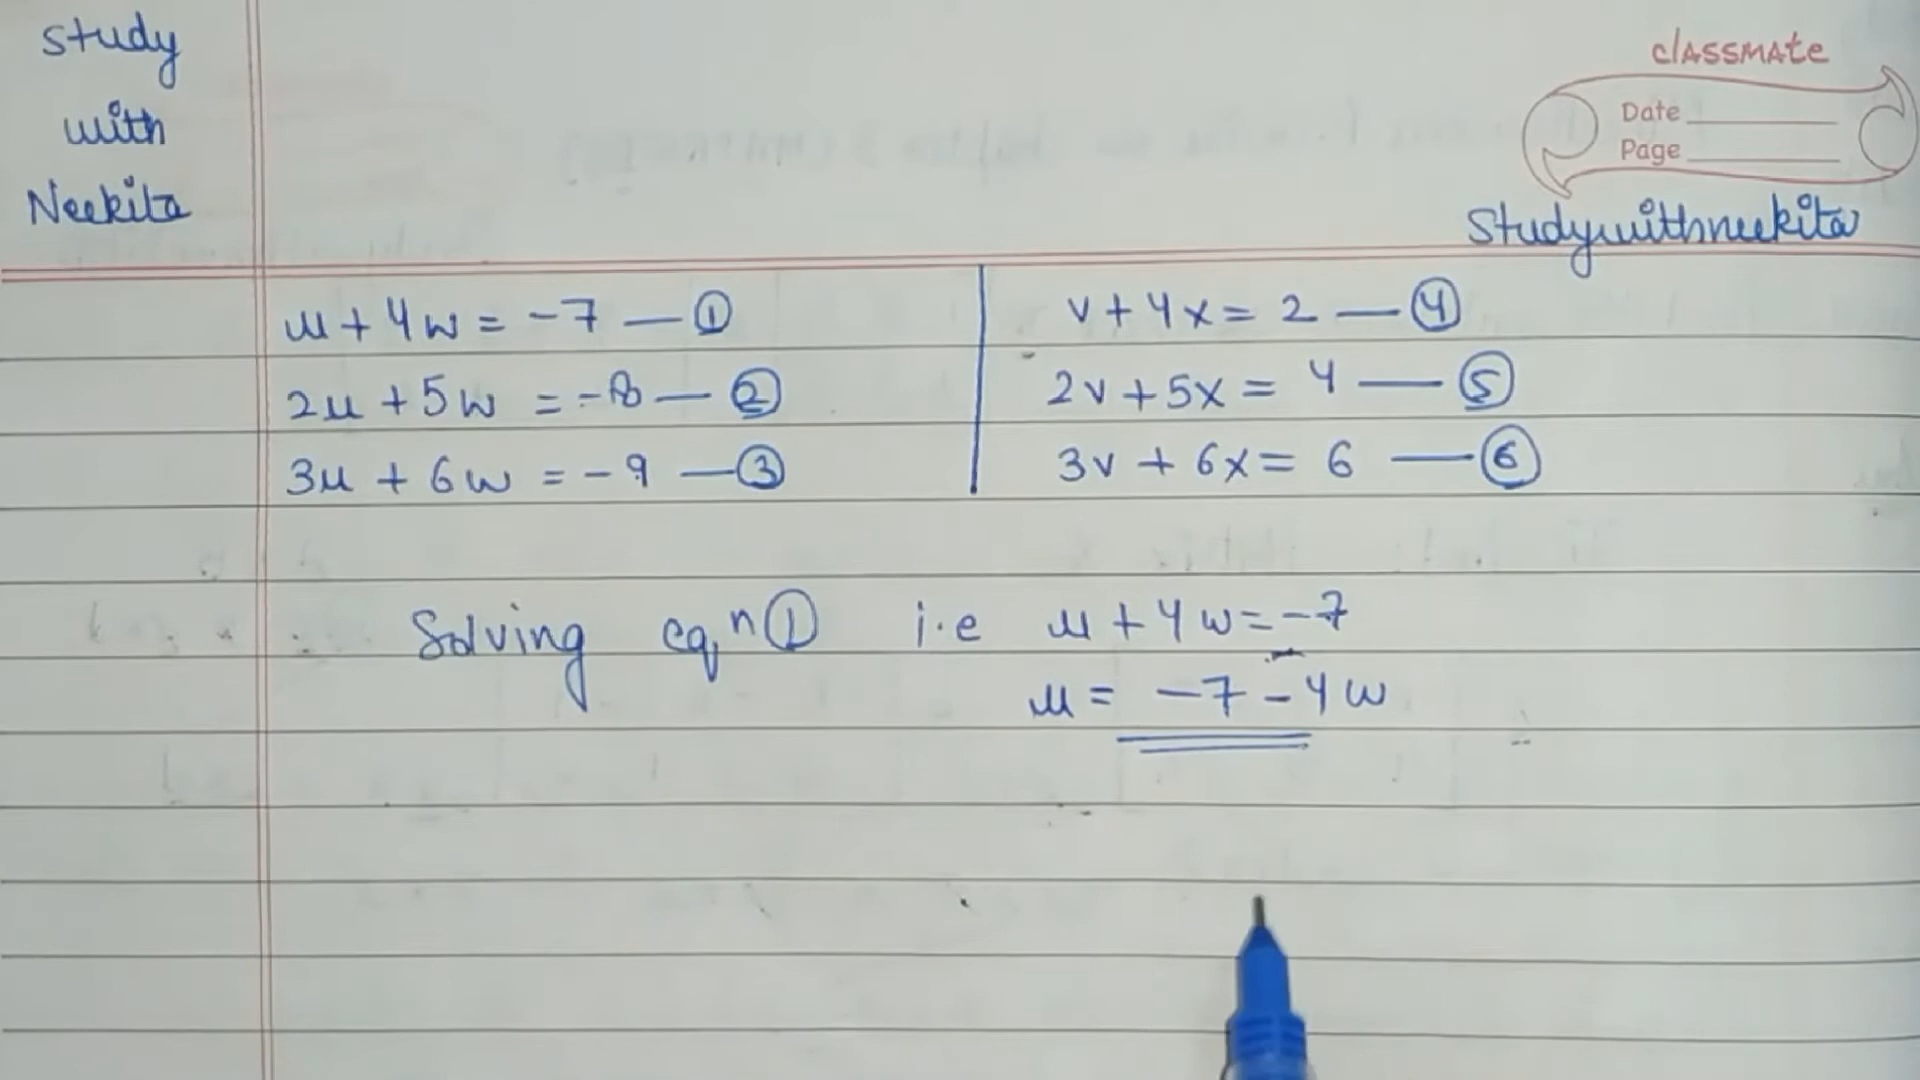 study
with
Neekita
classmate
Date
Page
Studywithneekita
u + 4w = -7 — ①
2u + 5w = -8 — ②
3u + 6w = -9 — ③
v + 4x = 2 — ④
2v + 5x = 4 — ⑤
3v + 6x = 6 — ⑥
Solving eqⁿ ① i.e u + 4w = -7
u = -7 - 4w